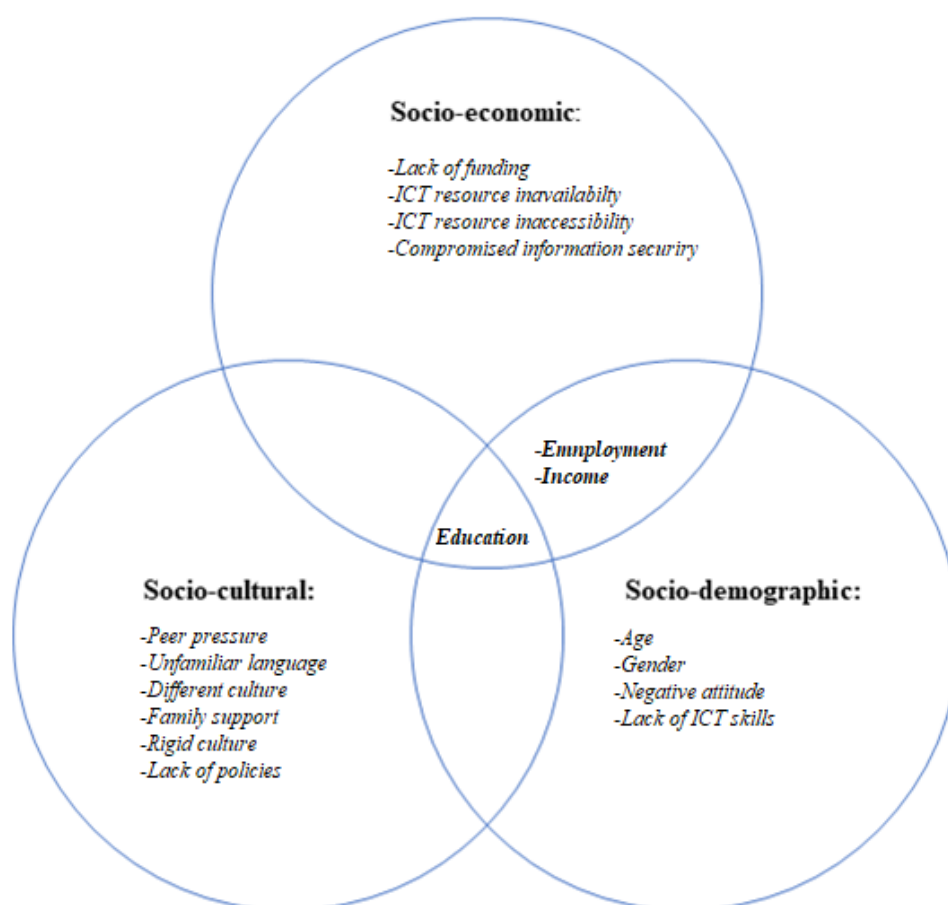 Socio-economic:
-Lack of funding
-ICT resource inavailabilty
-ICT resource inaccessibility
-Compromised information securiry
-Emnployment
-Income
Education
Socio-cultural:
-Peer pressure
-Unfamiliar language
-Different culture
-Family support
-Rigid culture
-Lack of policies
Socio-demographic:
-Age
-Gender
-Negative attitude
-Lack of ICT skills